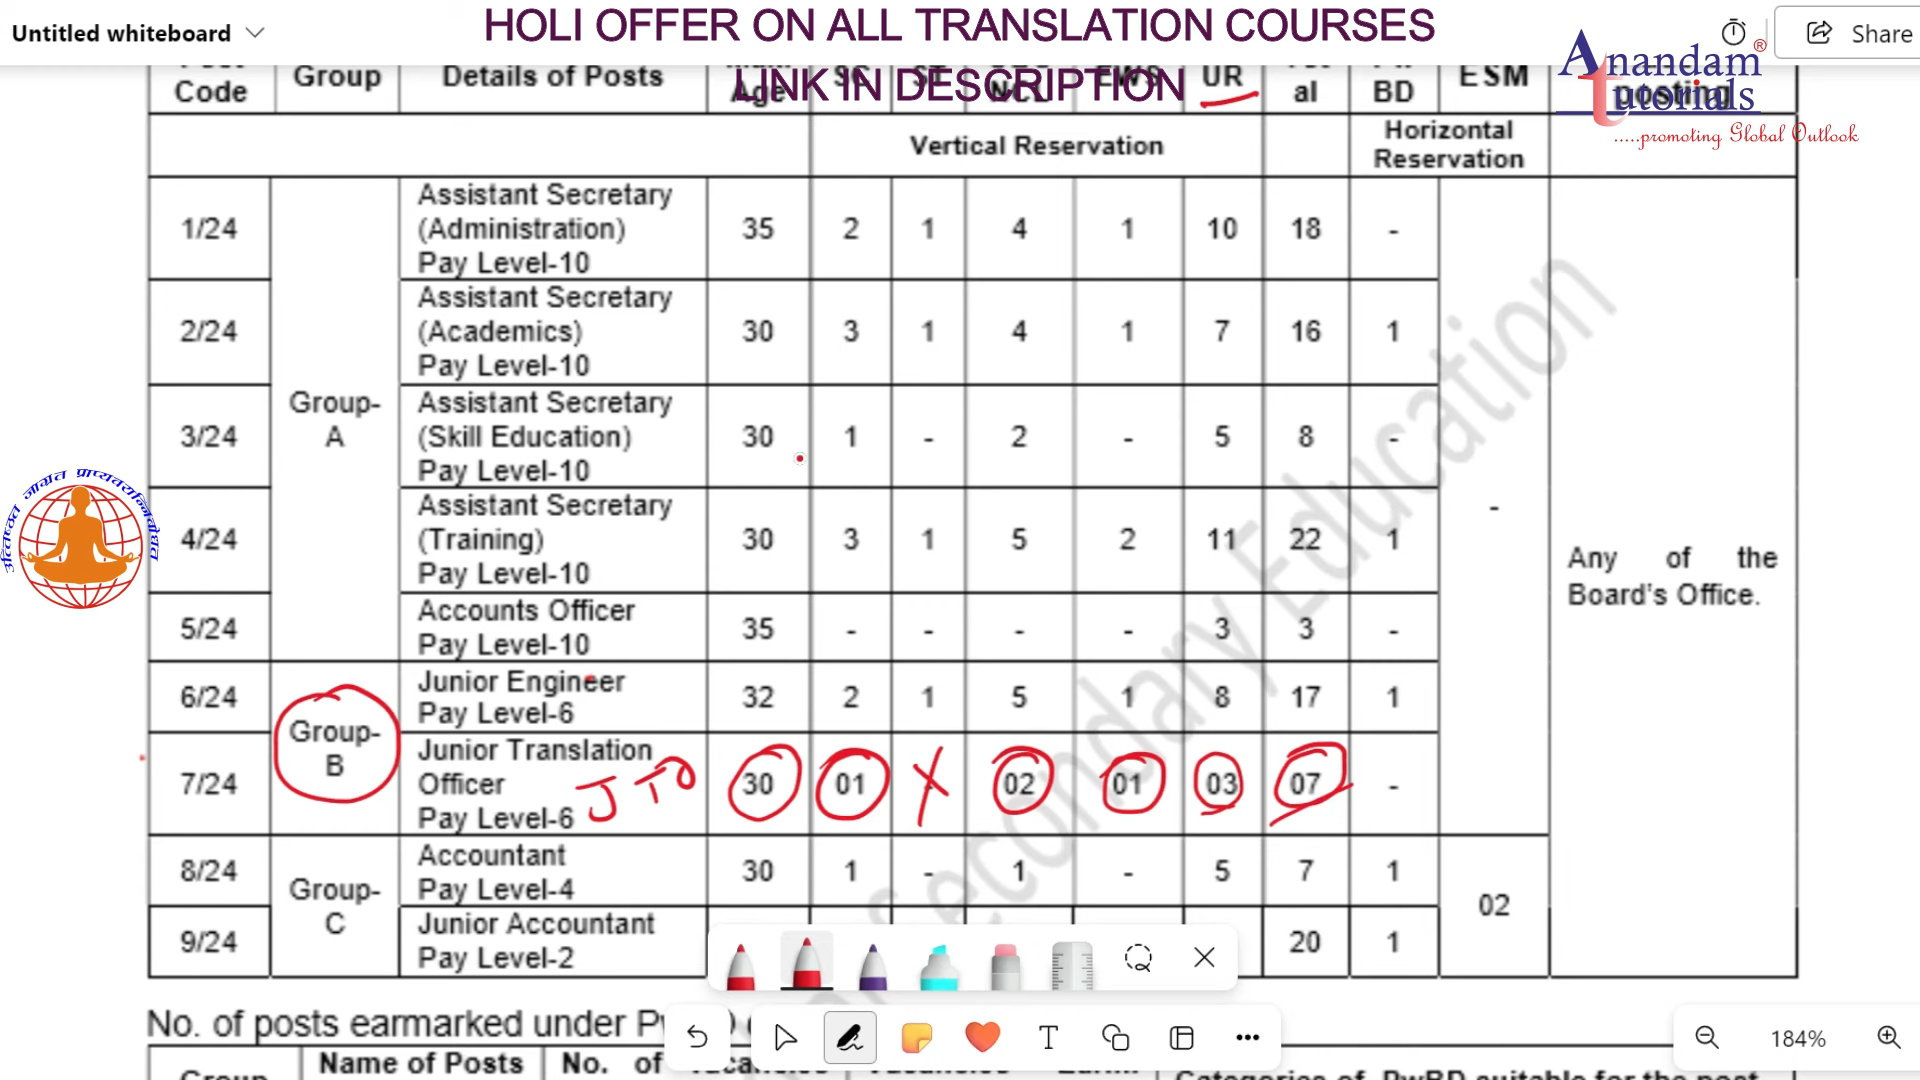 Untitled whiteboard
HOLI OFFER ON ALL TRANSLATION COURSES
LINK IN DESCRIPTION
Share
Anandam
tutorials
®
.....promoting Global Outlook
Code
Group
Details of Posts
Age
UR
al
BD
ESM
posting
Vertical Reservation
Horizontal
Reservation
1/24
Assistant Secretary
(Administration)
Pay Level-10
35 2 1 4 1 10 18 -
2/24
Assistant Secretary
(Academics)
Pay Level-10
30 3 1 4 1 7 16 1
Group-
A
3/24
Assistant Secretary
(Skill Education)
Pay Level-10
30 1 - 2 - 5 8 -
4/24
Assistant Secretary
(Training)
Pay Level-10
30 3 1 5 2 11 22 1
-
Any of the
Board's Office.
5/24
Accounts Officer
Pay Level-10
35 - - - - 3 3 -
6/24
Junior Engineer
Pay Level-6
32 2 1 5 1 8 17 1
Group-
B
7/24
Junior Translation
Officer
Pay Level-6
JTO
30 01 X 02 01 03 07 -
8/24
Accountant
Pay Level-4
30 1 - 1 - 5 7 1
Group-
C
02
9/24
Junior Accountant
Pay Level-2
20 1
Secondary Education
No. of posts earmarked under
Name of Posts
No. of
184%